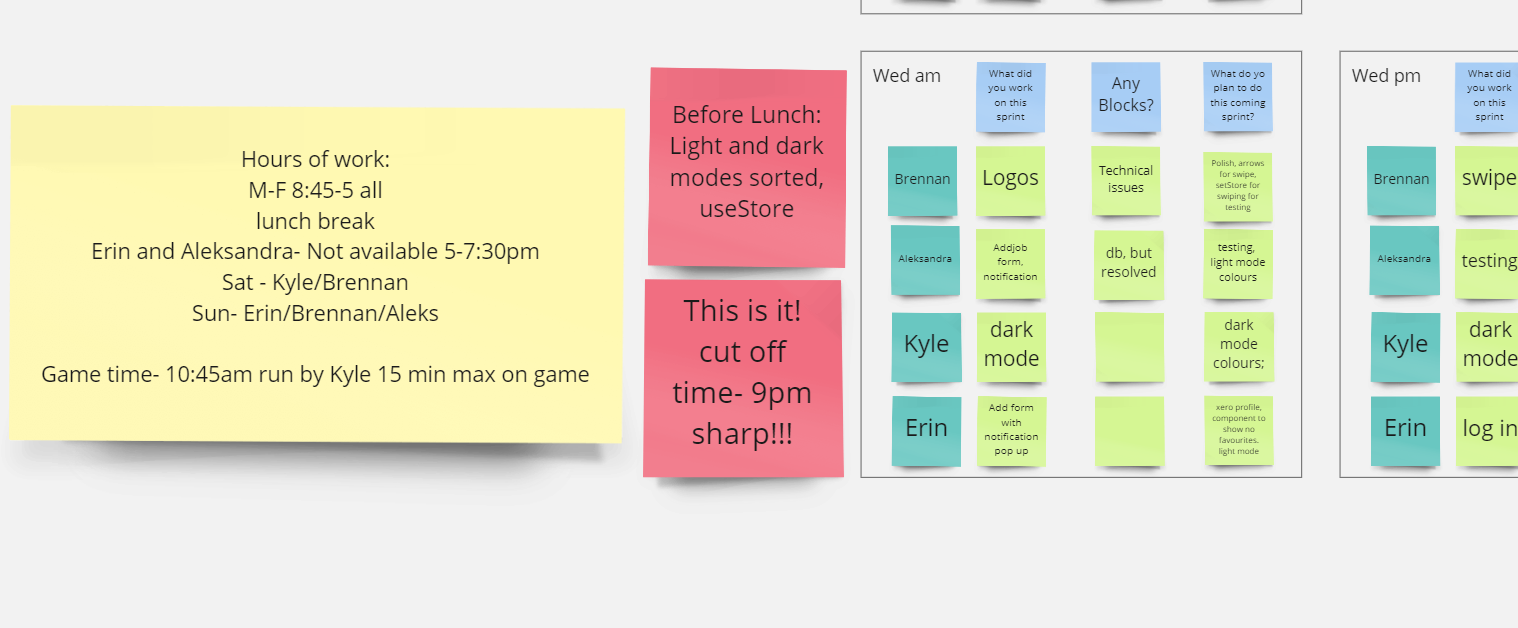 Hours of work:
M-F 8:45-5 all
lunch break
Erin and Aleksandra- Not available 5-7:30pm
Sat - Kyle/Brennan
Sun- Erin/Brennan/Aleks
Game time- 10:45am run by Kyle 15 min max on game
Before Lunch:
Light and dark
modes sorted,
useStore
This is it!
cut off
time- 9pm
sharp!!!
Wed am
What did
you work
on this
sprint
Any
Blocks?
What do yo
plan to do
this coming
sprint?
Brennan
Logos
Technical
issues
Polish, arrows
for swipe,
setStore for
swiping for
testing
Aleksandra
Addjob
form,
notification
db, but
resolved
testing,
light mode
colours
Kyle
dark
mode
dark
mode
colours;
Erin
Add form
with
notification
pop up
xero profile,
component to
show no
favourites.
light mode
Wed pm
What did
you work
on this
sprint
Brennan
swipe
Aleksandra
testing
Kyle
dark
mode
Erin
log in